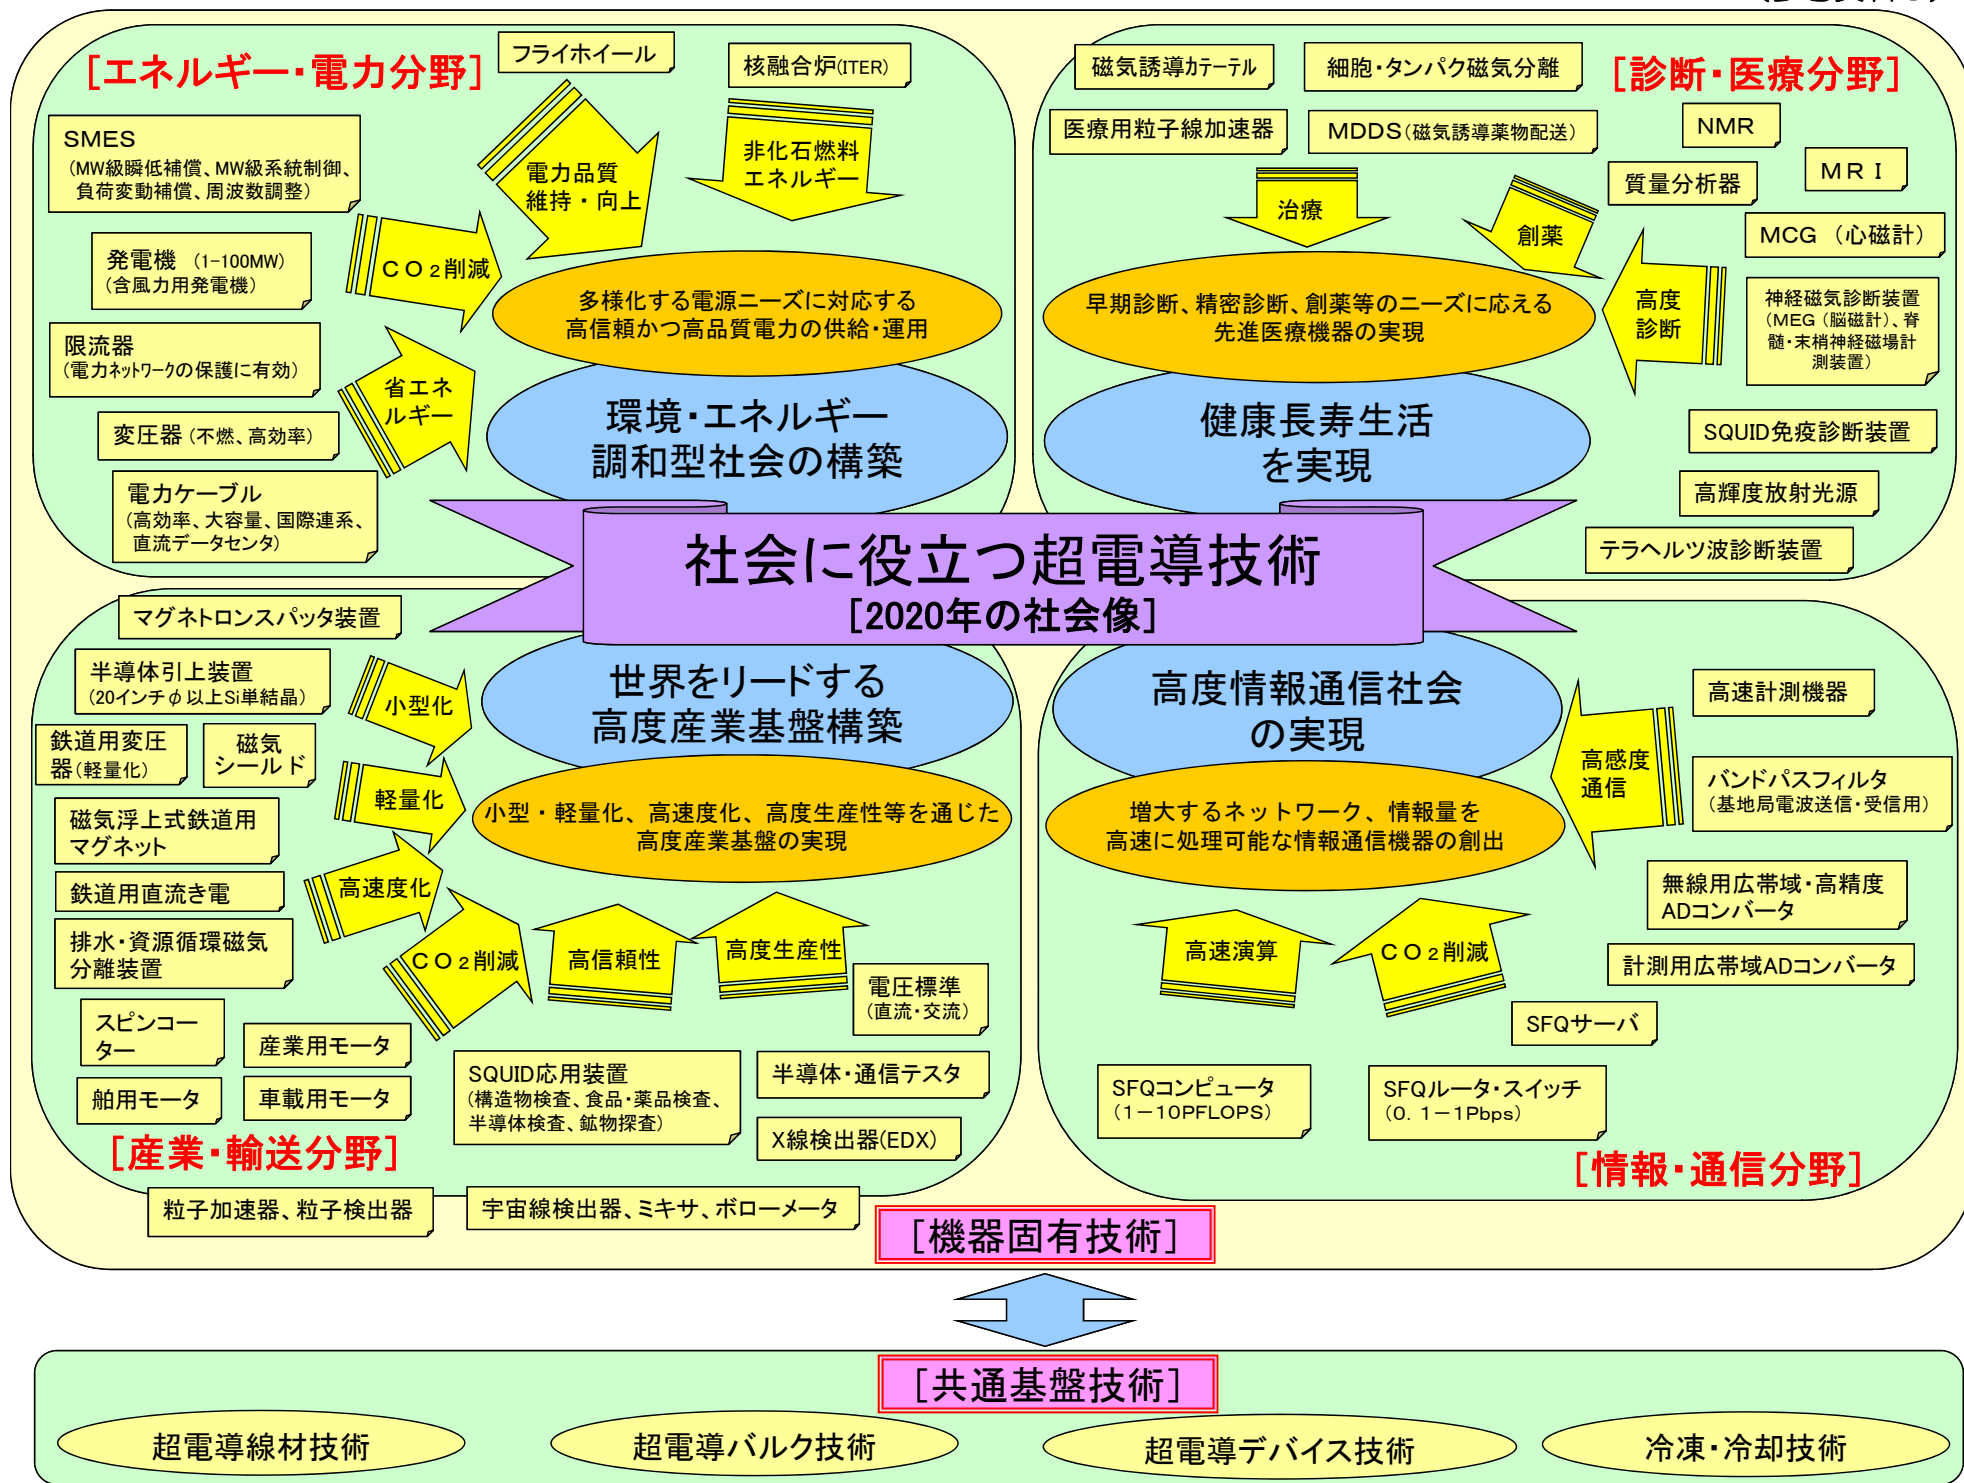 [エネルギー・電力分野]
フライホイール
核融合炉(ITER)
SMES
(MW級瞬低補償、MW級系統制御、
負荷変動補償、周波数調整)
電力品質
維持・向上
非化石燃料
エネルギー
発電機 (1-100MW)
(含風力用発電機)
CO2削減
限流器
(電力ネットワークの保護に有効)
省エネ
ルギー
変圧器(不燃、高効率)
電力ケーブル
(高効率、大容量、国際連系、
直流データセンタ)
多様化する電源ニーズに対応する
高信頼かつ高品質電力の供給・運用
環境・エネルギー
調和型社会の構築
[診断・医療分野]
磁気誘導カテーテル
細胞・タンパク磁気分離
医療用粒子線加速器
MDDS(磁気誘導薬物配送)
NMR
質量分析器
MRI
治療
創薬
MCG (心磁計)
高度
診断
神経磁気診断装置
(MEG(脳磁計)、脊
髄・末梢神経磁場計
測装置)
早期診断、精密診断、創薬等のニーズに応える
先進医療機器の実現
健康長寿生活
を実現
SQUID免疫診断装置
高輝度放射光源
テラヘルツ波診断装置
社会に役立つ超電導技術
[2020年の社会像]
マグネトロンスパッタ装置
半導体引上装置
(20インチφ以上Si単結晶)
小型化
鉄道用変圧
器(軽量化)
磁気
シールド
軽量化
磁気浮上式鉄道用
マグネット
高速度化
鉄道用直流き電
排水・資源循環磁気
分離装置
CO2削減
高信頼性
高度生産性
世界をリードする
高度産業基盤構築
小型・軽量化、高速度化、高度生産性等を通じた
高度産業基盤の実現
電圧標準
(直流・交流)
スピンコー
ター
産業用モータ
舶用モータ
車載用モータ
SQUID応用装置
(構造物検査、食品・薬品検査、
半導体検査、鉱物探査)
半導体・通信テスタ
X線検出器(EDX)
[産業・輸送分野]
粒子加速器、粒子検出器
宇宙線検出器、ミキサ、ボローメータ
高度情報通信社会
の実現
増大するネットワーク、情報量を
高速に処理可能な情報通信機器の創出
高感度
通信
高速計測機器
バンドパスフィルタ
(基地局電波送信・受信用)
無線用広帯域・高精度
ADコンバータ
計測用広帯域ADコンバータ
高速演算
CO2削減
SFQサーバ
SFQコンピュータ
(1-10PFLOPS)
SFQルータ・スイッチ
(0.1-1Pbps)
[情報・通信分野]
[機器固有技術]
[共通基盤技術]
超電導線材技術
超電導バルク技術
超電導デバイス技術
冷凍・冷却技術